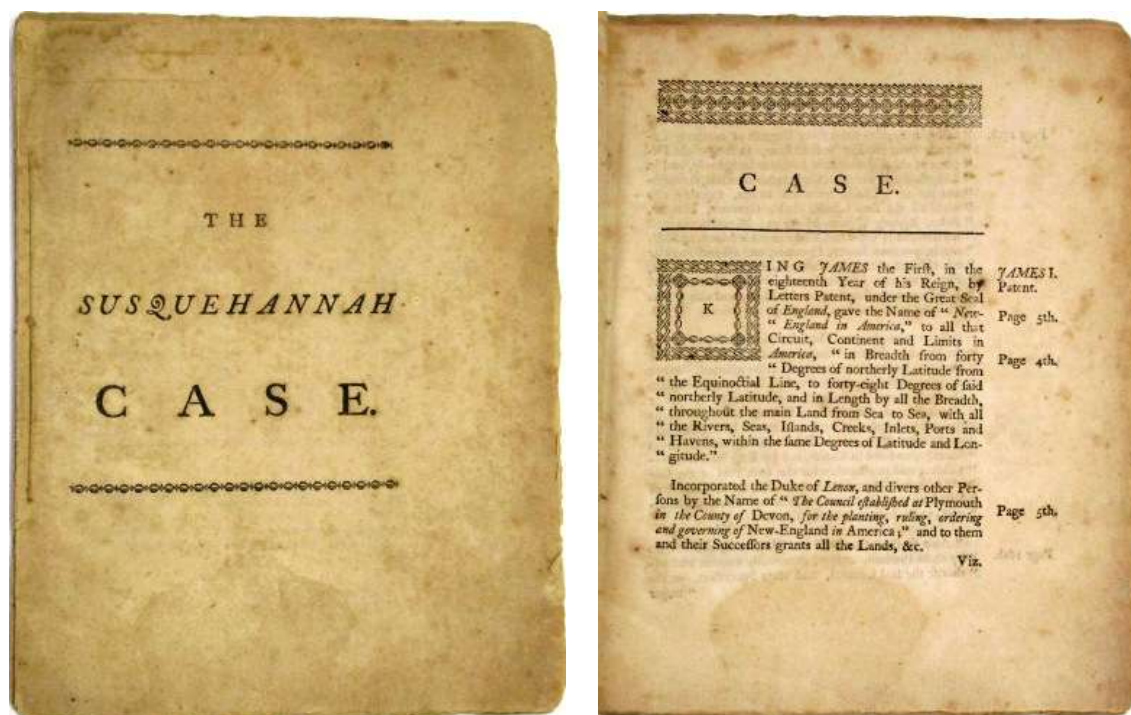 THE
SUSQUEHANNAH
CASE.
CASE.
KING JAMES the Firſt, in the
eighteenth Year of his Reign, by
Letters Patent, under the Great Seal
of England, gave the Name of “ New-
“ England in America,” to all that
Circuit, Continent and Limits in
America, “ in Breadth from forty
“ Degrees of northerly Latitude from
“ the Equinoctial Line, to forty-eight Degrees of ſaid
“ northerly Latitude, and in Length by all the Breadth,
“ throughout the main Land from Sea to Sea, with all
“ the Rivers, Seas, Iſlands, Creeks, Inlets, Ports and
“ Havens, within the ſame Degrees of Latitude and Lon-
“ gitude.”
JAMES I.
Patent.
Page 5th.
Page 4th.
Incorporated the Duke of Lenox, and divers other Per-
ſons by the Name of “ The Council eſtabliſhed at Plymouth
in the County of Devon, for the planting, ruling, ordering
and governing of New-England in America;” and to them
and their Succeſſors grants all the Lands, &c.
Page 5th.
Viz.